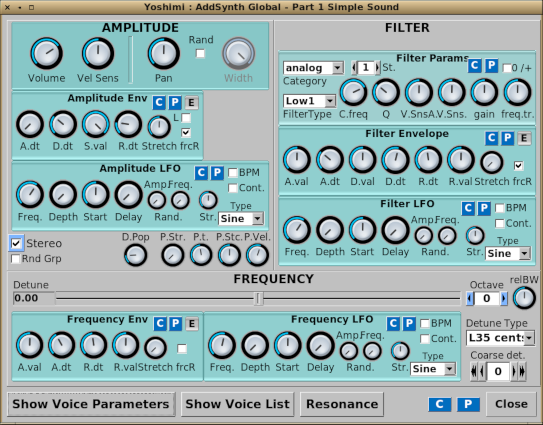 Yoshimi : AddSynth Global - Part 1 Simple Sound
AMPLITUDE
Volume Vel Sens Pan Rand Width
Amplitude Env C P E
A.dt D.dt S.val R.dt Stretch L frcR
Amplitude LFO C P
Freq. Depth Start Delay Amp.Freq. Rand. Str. BPM Cont. Type Sine
Stereo
Rnd Grp
D.Pop P.Str. P.t. P.Stc. P.Vel.
FILTER
Filter Params C P 0 /+
analog 1 St.
Category
Low1
FilterType C.freq Q V.SnsA. V.Sns. gain freq.tr.
Filter Envelope C P E
A.val A.dt D.val D.dt R.dt R.val Stretch frcR
Filter LFO C P
Freq. Depth Start Delay Amp.Freq. Rand. Str. BPM Cont. Type Sine
FREQUENCY
Detune
0.00 Octave 0 relBW
Frequency Env C P E
A.val A.dt R.dt R.val Stretch frcR
Frequency LFO C P
Freq. Depth Start Delay Amp.Freq. Rand. Str. BPM Cont. Type Sine
Detune Type
L35 cents
Coarse det.
0
Show Voice Parameters Show Voice List Resonance C P Close